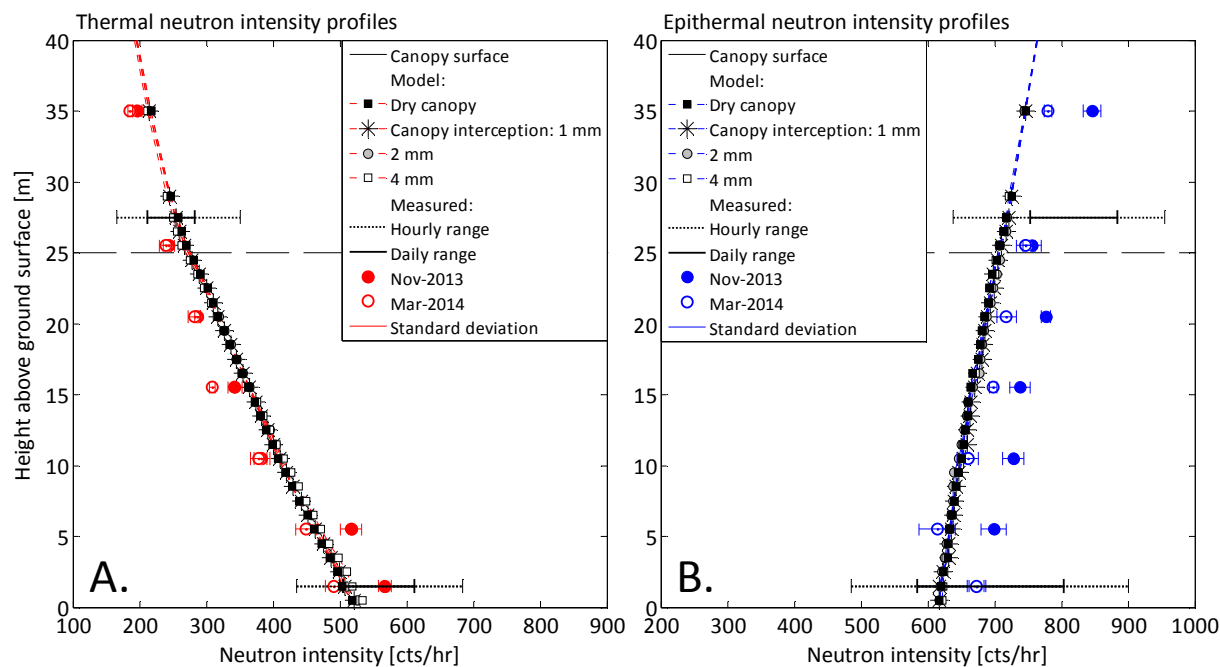 Thermal neutron intensity profiles
40
35
30
25
20
15
10
5
0
Height above ground surface [m]
Canopy surface
Model:
Dry canopy
Canopy interception: 1 mm
2 mm
4 mm
Measured:
Hourly range
Daily range
Nov-2013
Mar-2014
Standard deviation
A.
100 200 300 400 500 600 700 800 900
Neutron intensity [cts/hr]
Epithermal neutron intensity profiles
40
35
30
25
20
15
10
5
0
Canopy surface
Model:
Dry canopy
Canopy interception: 1 mm
2 mm
4 mm
Measured:
Hourly range
Daily range
Nov-2013
Mar-2014
Standard deviation
B.
200 300 400 500 600 700 800 900 1000
Neutron intensity [cts/hr]